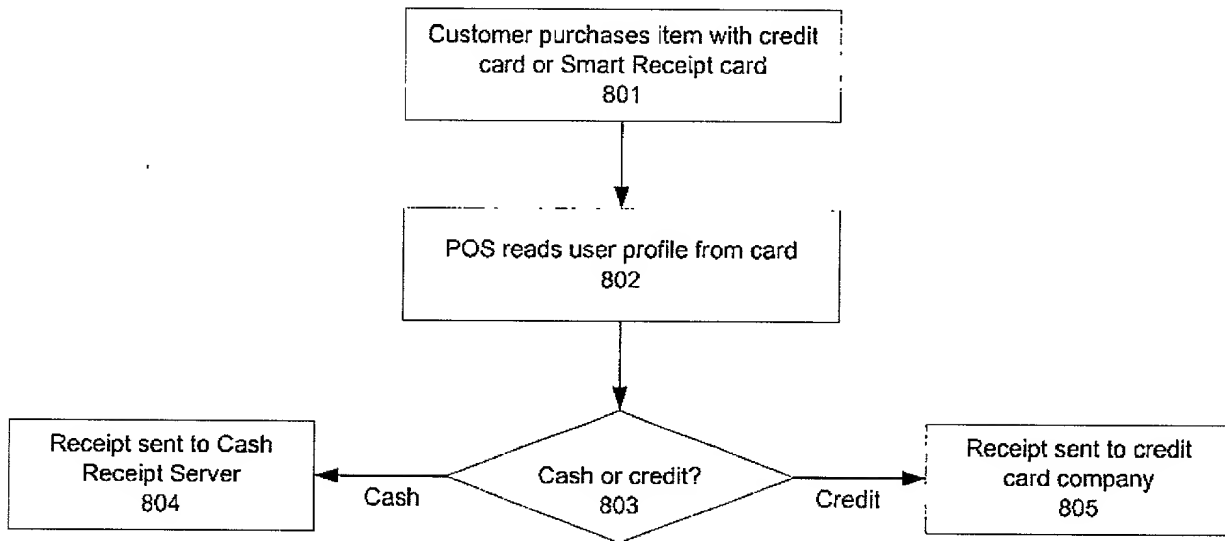 Customer purchases item with credit
card or Smart Receipt card
801
POS reads user profile from card
802
Receipt sent to Cash
Receipt Server
804
Cash
Cash or credit?
803
Credit
Receipt sent to credit
card company
805